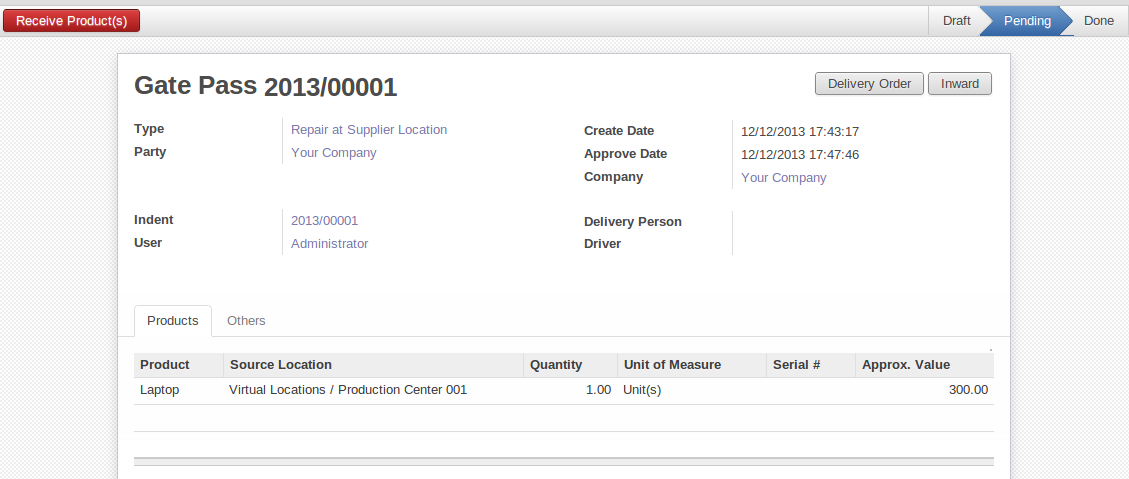 Receive Product(s) Draft Pending Done
Gate Pass 2013/00001 Delivery Order Inward
Type Repair at Supplier Location
Party Your Company
Create Date 12/12/2013 17:43:17
Approve Date 12/12/2013 17:47:46
Company Your Company
Indent 2013/00001
User Administrator
Delivery Person
Driver
Products Others
Product Source Location Quantity Unit of Measure Serial # Approx. Value
Laptop Virtual Locations / Production Center 001 1.00 Unit(s) 300.00